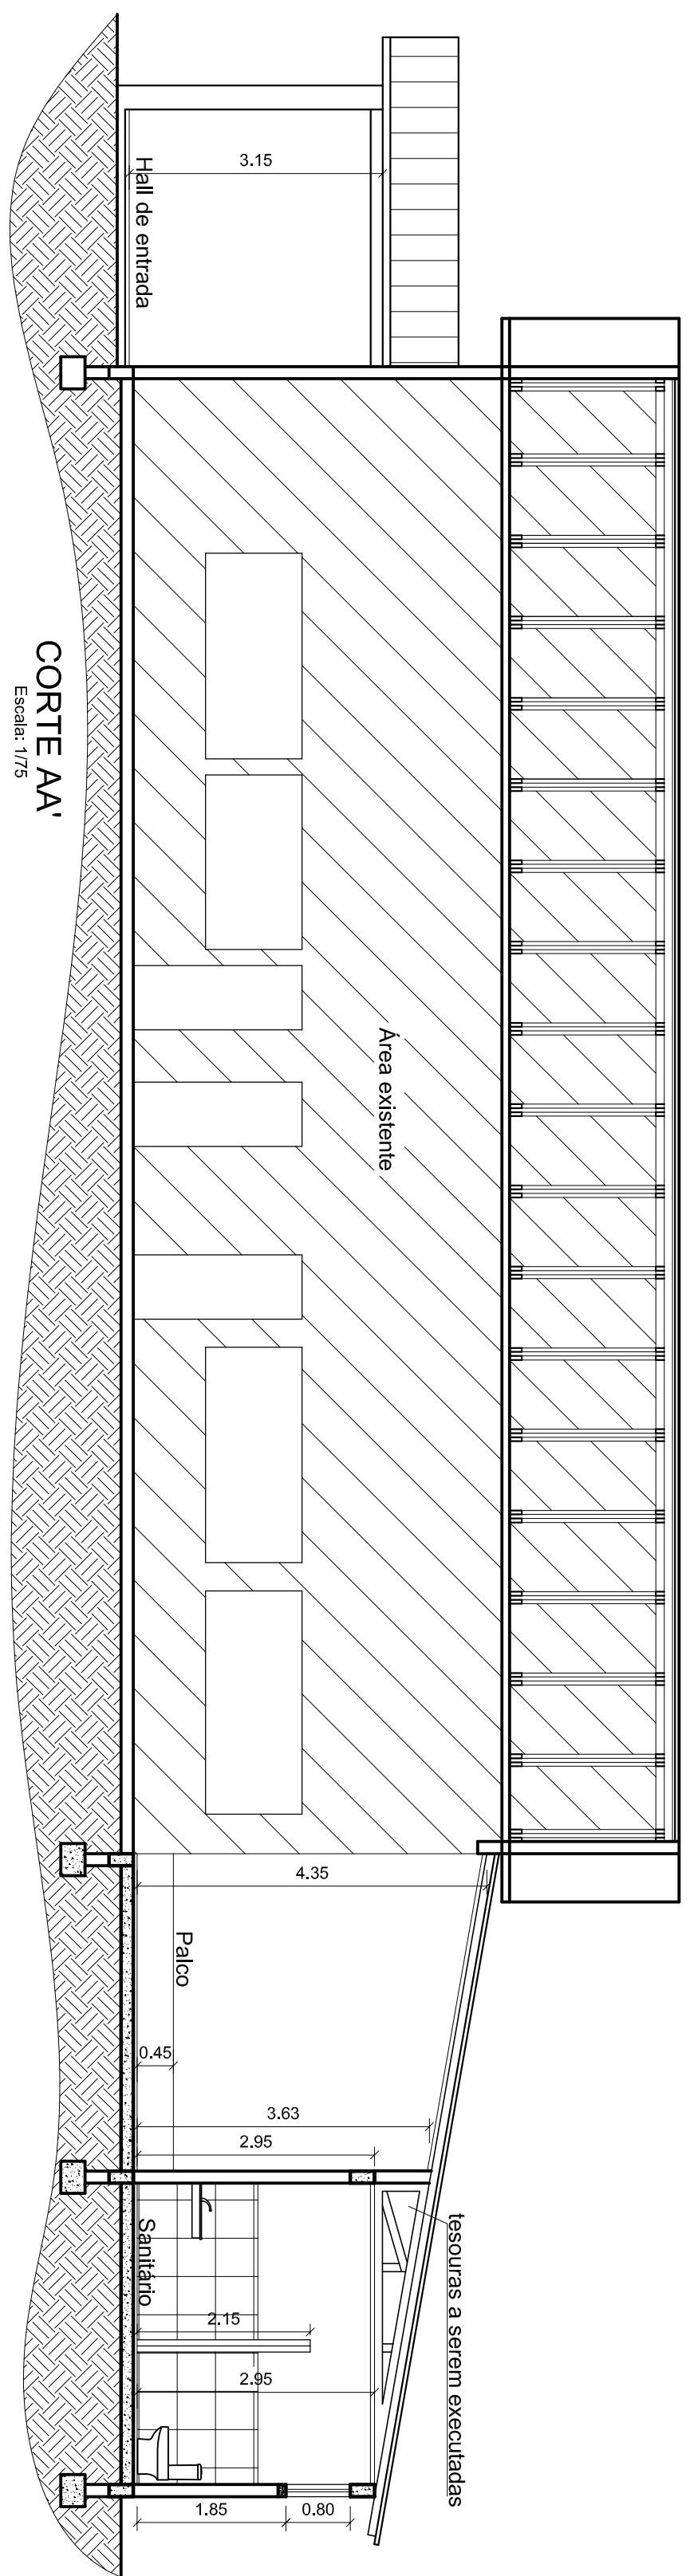 3.15
Hall de entrada
Área existente
4.35
Palco
0.45
3.63
2.95
tesouras a serem executadas
Sanitário
2.15
2.95
1.85
0.80
CORTE AA'
Escala: 1/75